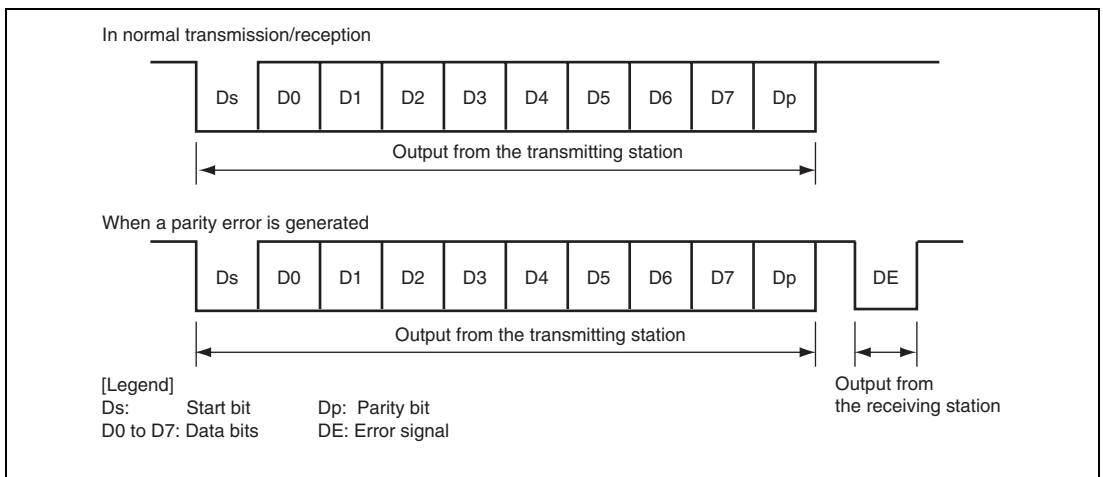 In normal transmission/reception
Ds D0 D1 D2 D3 D4 D5 D6 D7 Dp
Output from the transmitting station
When a parity error is generated
Ds D0 D1 D2 D3 D4 D5 D6 D7 Dp DE
Output from the transmitting station
Output from
the receiving station
[Legend]
Ds: Start bit Dp: Parity bit
D0 to D7: Data bits DE: Error signal